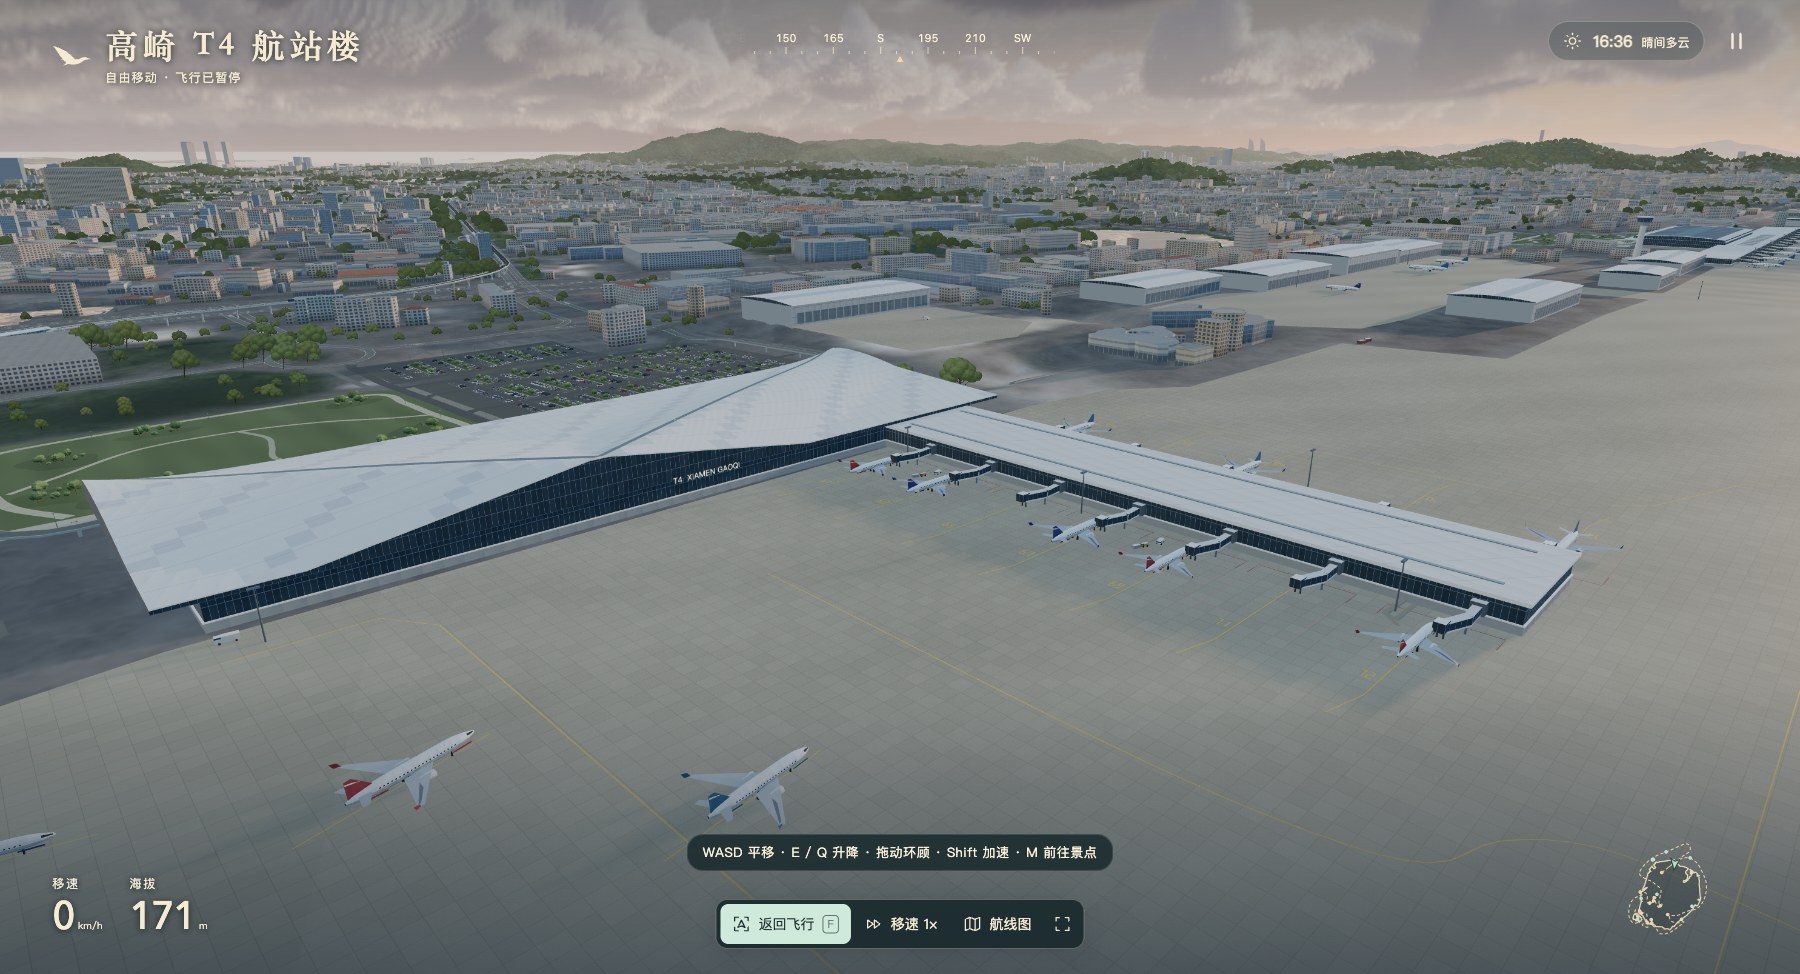 高崎 T4 航站楼
自由移动 · 飞行已暂停
150 165 S 195 210 SW
16:36 晴间多云
T4 XIAMEN GAOQI
WASD 平移 · E / Q 升降 · 拖动环顾 · Shift 加速 · M 前往景点
移速 海拔
0 km/h 171 m
返回飞行 F 移速 1x 航线图